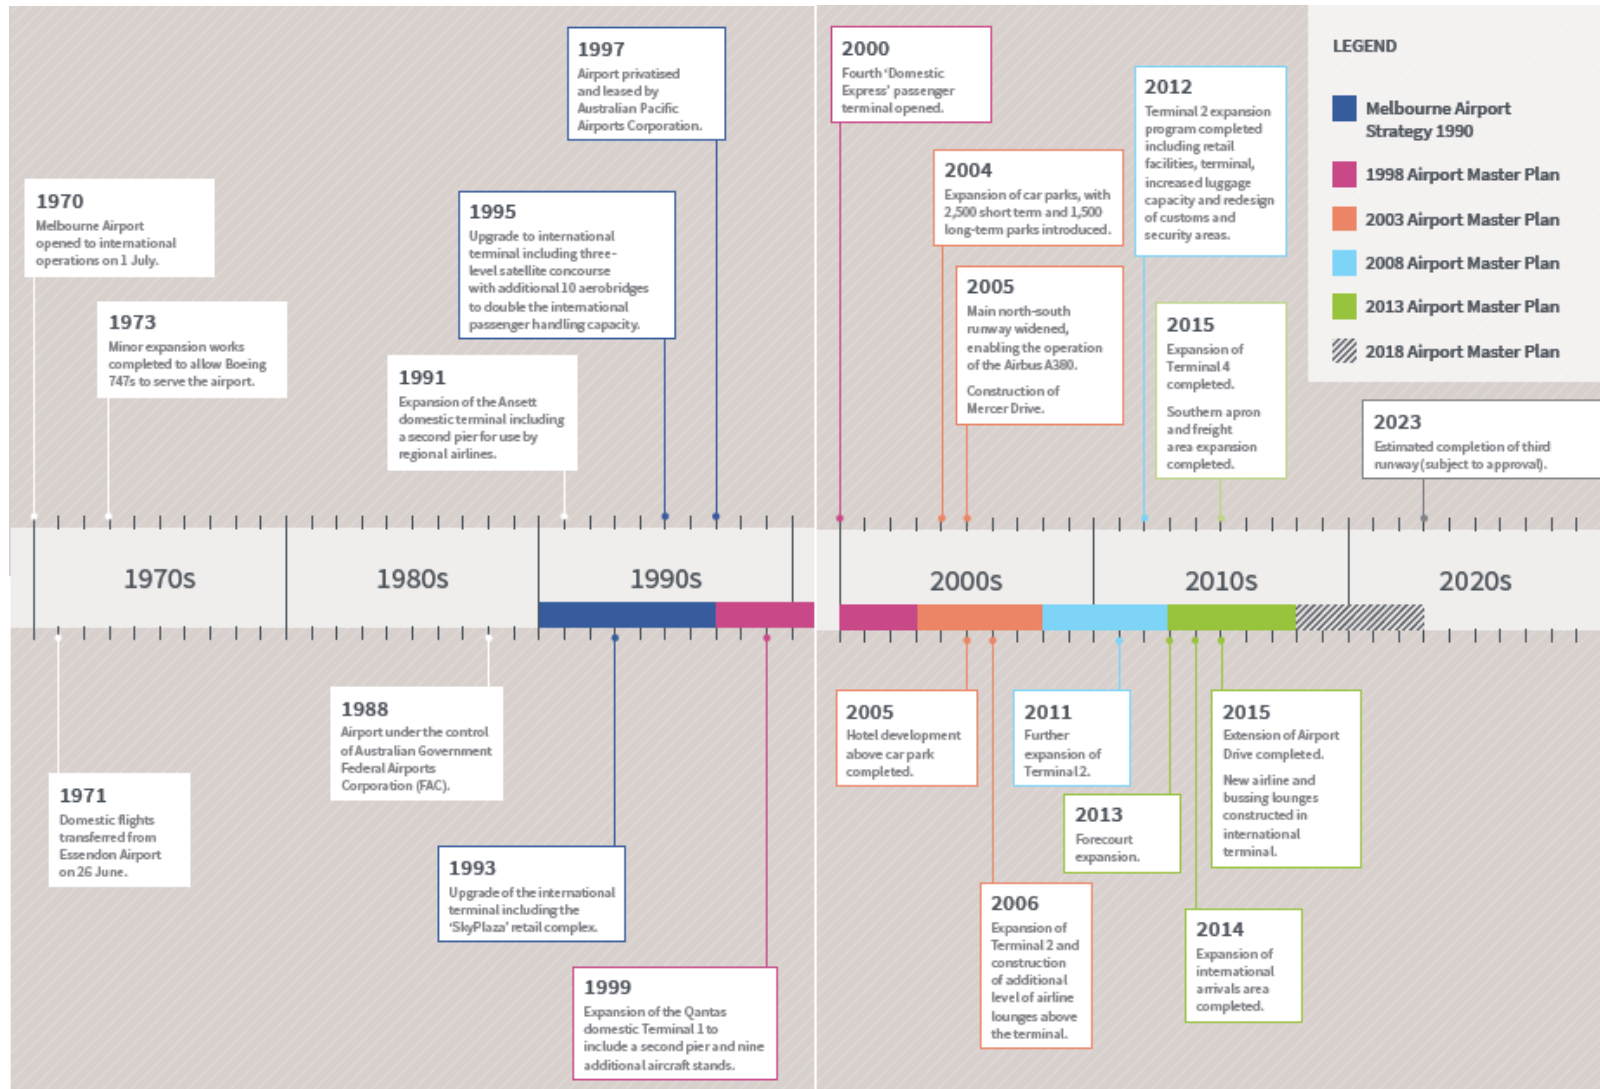 1997
Airport privatised
and leased by
Australian Pacific
Airports Corporation.
1970
Melbourne Airport
opened to international
operations on 1 July.
1995
Upgrade to international
terminal including three-
level satellite concourse
with additional 10 aerobridges
to double the international
passenger handling capacity.
1973
Minor expansion works
completed to allow Boeing
747s to serve the airport.
1991
Expansion of the Ansett
domestic terminal including
a second pier for use by
regional airlines.
2000
Fourth ‘Domestic
Express’ passenger
terminal opened.
2004
Expansion of car parks, with
2,500 short term and 1,500
long-term parks introduced.
2005
Main north-south
runway widened,
enabling the operation
of the Airbus A380.
Construction of
Mercer Drive.
2012
Terminal 2 expansion
program completed
including retail
facilities, terminal,
increased luggage
capacity and redesign
of customs and
security areas.
2015
Expansion of
Terminal 4
completed.
Southern apron
and freight
area expansion
completed.
LEGEND
Melbourne Airport
Strategy 1990
1998 Airport Master Plan
2003 Airport Master Plan
2008 Airport Master Plan
2013 Airport Master Plan
2018 Airport Master Plan
2023
Estimated completion of third
runway (subject to approval).
1970s
1980s
1990s
2000s
2010s
2020s
1971
Domestic flights
transferred from
Essendon Airport
on 26 June.
1988
Airport under the control
of Australian Government
Federal Airports
Corporation (FAC).
1993
Upgrade of the international
terminal including the
‘SkyPlaza’ retail complex.
1999
Expansion of the Qantas
domestic Terminal 1 to
include a second pier and nine
additional aircraft stands.
2005
Hotel development
above car park
completed.
2011
Further
expansion of
Terminal 2.
2013
Forecourt
expansion.
2006
Expansion of
Terminal 2 and
construction
of additional
level of airline
lounges above
the terminal.
2015
Extension of Airport
Drive completed.
New airline and
bussing lounges
constructed in
international
terminal.
2014
Expansion of
international
arrivals area
completed.